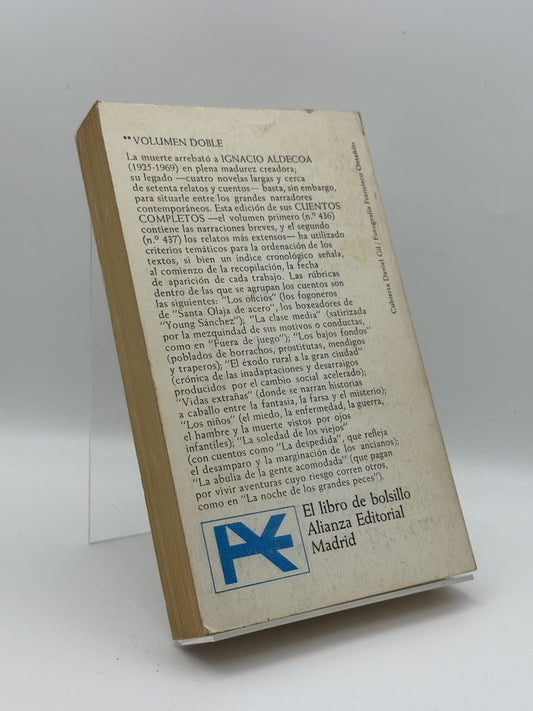 ** VOLUMEN DOBLE
La muerte arrebató a IGNACIO ALDECOA
(1925-1969) en plena madurez creadora;
su legado —cuatro novelas largas y cerca
de setenta relatos y cuentos— basta, sin embargo,
para situarle entre los grandes narradores
contemporáneos. Esta edición de sus CUENTOS
COMPLETOS —el volumen primero (n.º 436)
contiene las narraciones breves, y el segundo
(n.º 437) los relatos más extensos— ha utilizado
criterios temáticos para la ordenación de los
textos, si bien un índice cronológico señala,
al comienzo de la recopilación, la fecha
de aparición de cada trabajo. Las rúbricas
dentro de las que se agrupan los cuentos son
las siguientes: "Los oficios" (los fogoneros
de "Santa Olaja de acero", los boxeadores de
"Young Sánchez"); "La clase media" (satirizada
por la mezquindad de sus motivos o conductas,
como en "Fuera de juego"); "Los bajos fondos"
(poblados de borrachos, prostitutas, mendigos
y traperos); "El éxodo rural a la gran ciudad"
(crónica de las inadaptaciones y desarraigos
producidos por el cambio social acelerado);
"Vidas extrañas" (donde se narran historias
a caballo entre la fantasía, la farsa y el misterio);
"Los niños" (el miedo, la enfermedad, la guerra,
el hambre y la muerte vistos por ojos
infantiles); "La soledad de los viejos"
(con cuentos como "La despedida", que refleja
el desamparo y la marginación de los ancianos);
"La abulia de la gente acomodada" (que pagan
por vivir aventuras cuyo riesgo corren otros,
como en "La noche de los grandes peces").
El libro de bolsillo
Alianza Editorial
Madrid
Cubierta Daniel Gil / Fotografía Francisco Ontañón